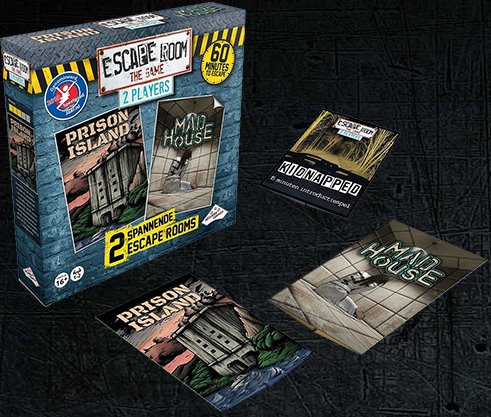 ESCAPE ROOM
THE GAME
2 PLAYERS
60
MINUTES
TO ESCAPE
PRISON
ISLAND
MAD
HOUSE
2 SPANNENDE
ESCAPE ROOMS
16+
ESCAPE ROOM
KIDNAPPED
15 minuten introductiespel
MAD
HOUSE
PRISON
ISLAND